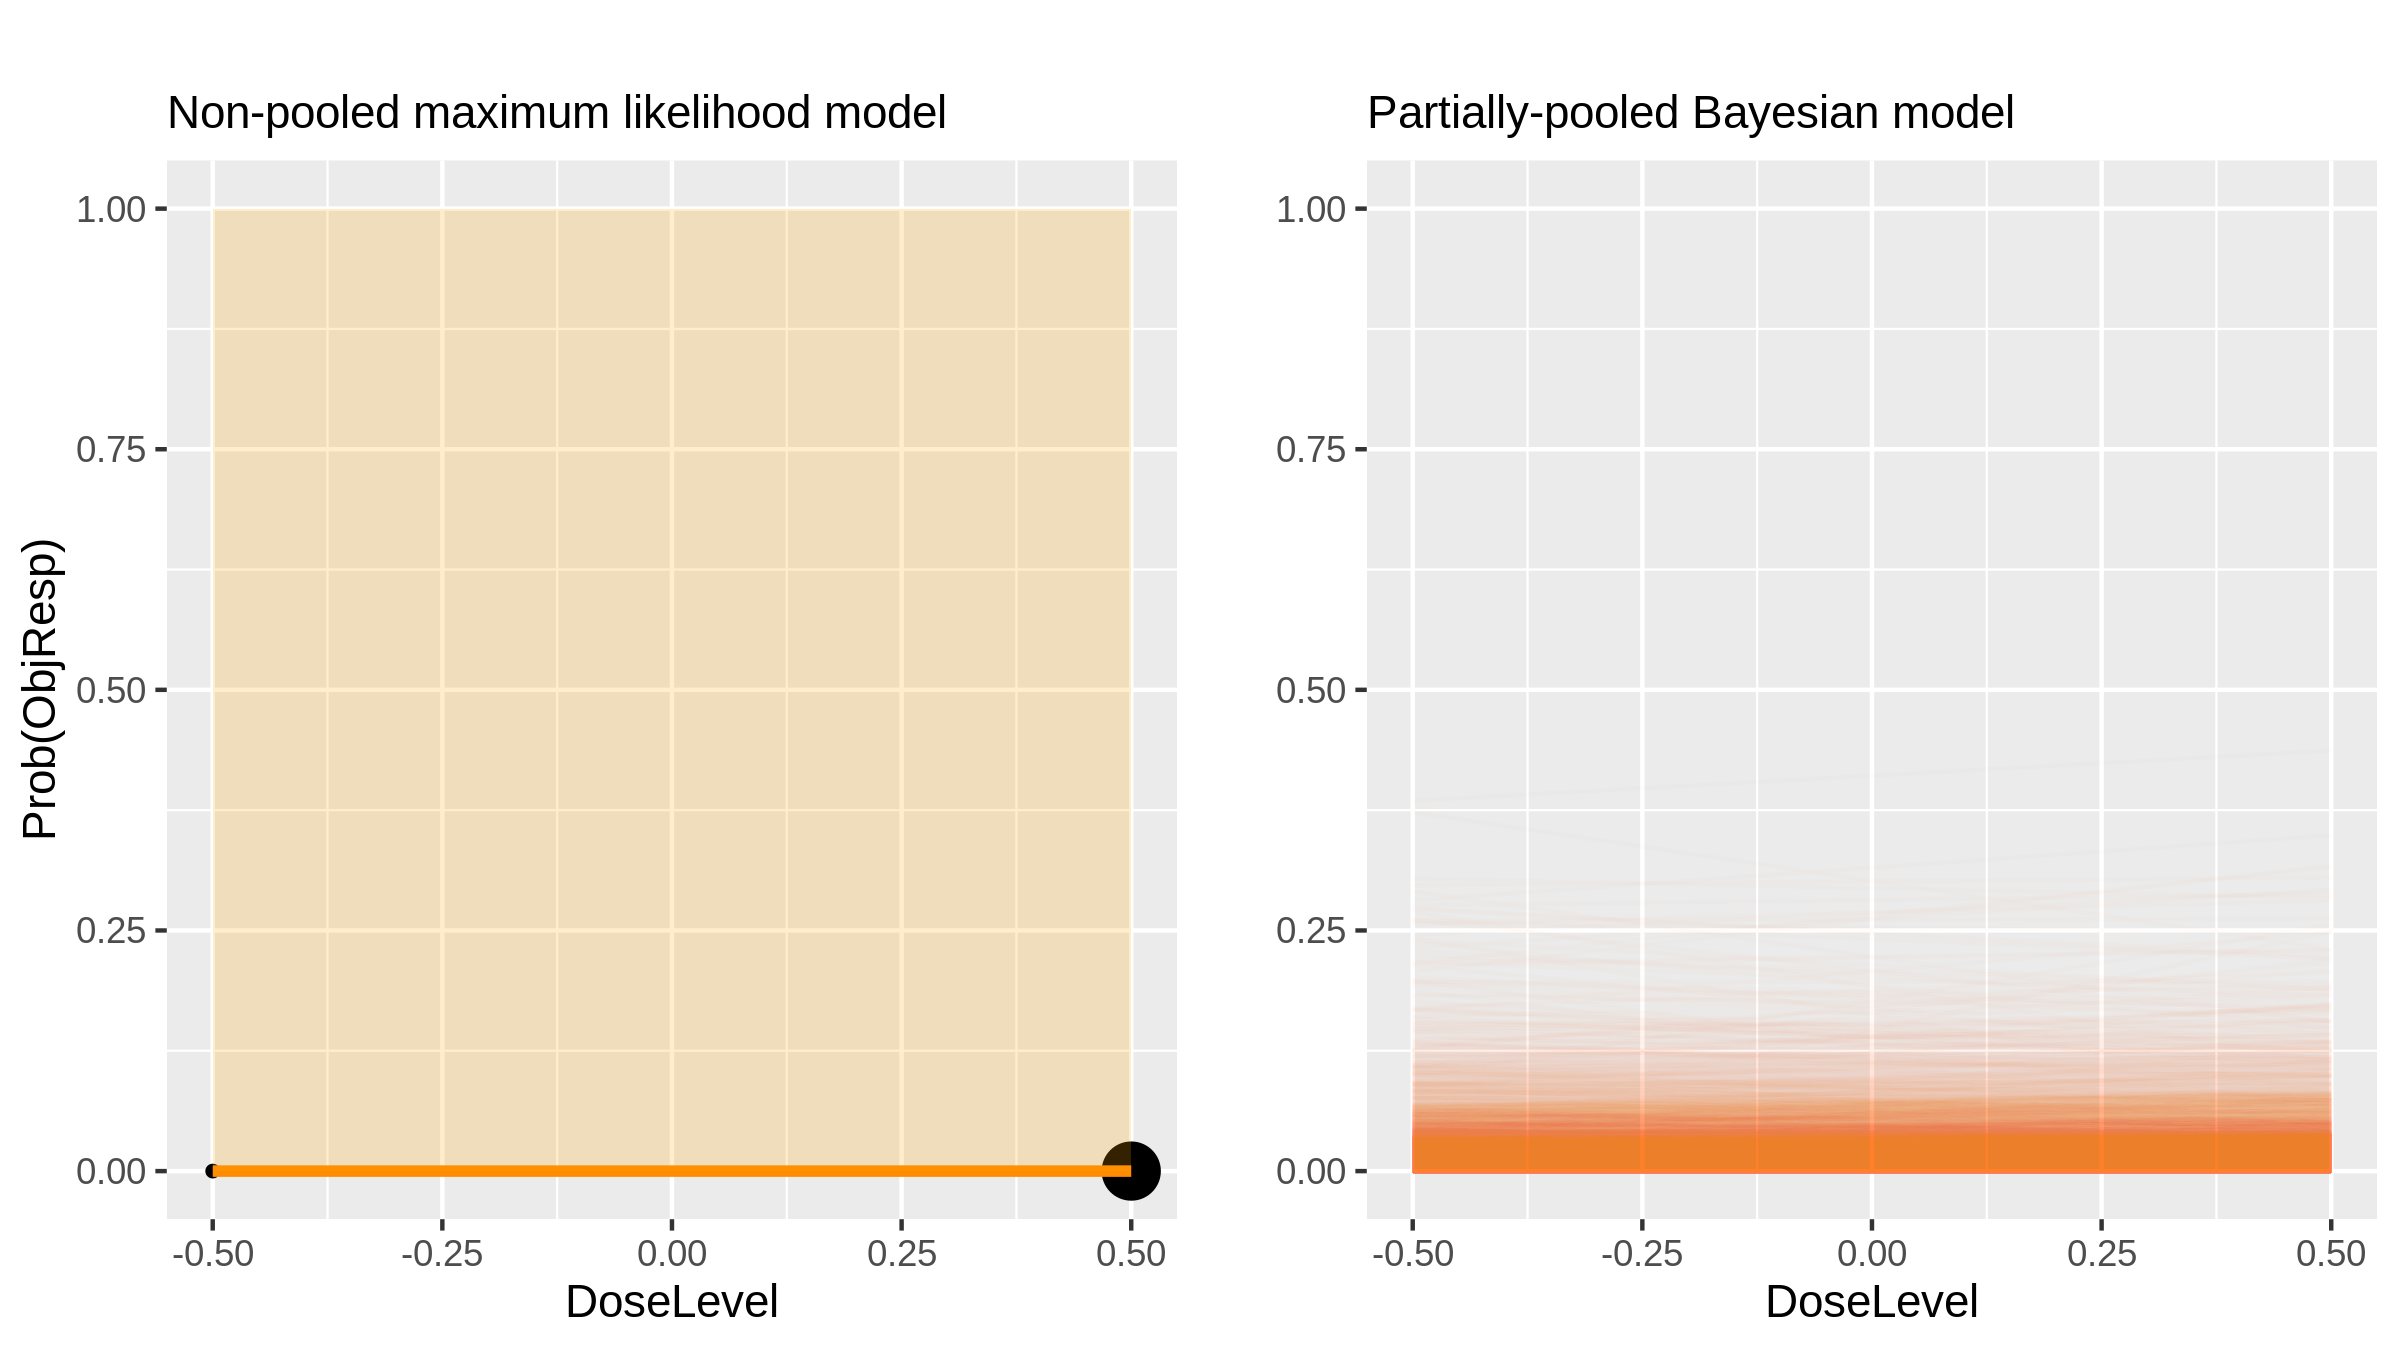 Non-pooled maximum likelihood model
Prob(ObjResp)
1.00
0.75
0.50
0.25
0.00
-0.50 -0.25 0.00 0.25 0.50
DoseLevel
Partially-pooled Bayesian model
1.00
0.75
0.50
0.25
0.00
-0.50 -0.25 0.00 0.25 0.50
DoseLevel